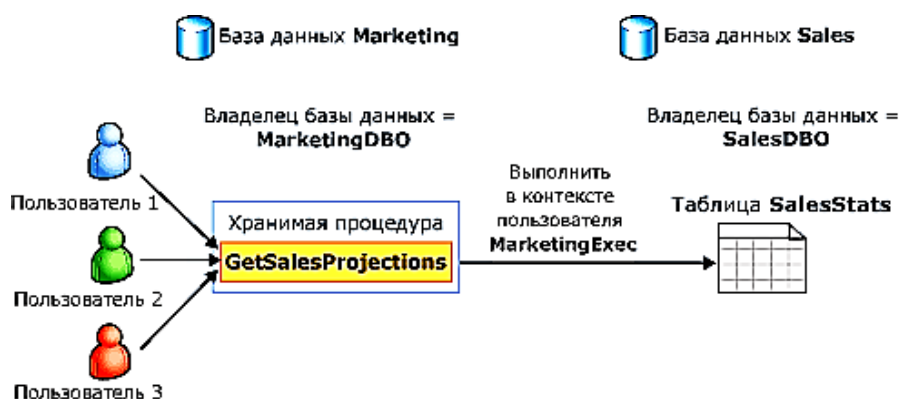 База данных Marketing
База данных Sales
Владелец базы данных =
MarketingDBO
Владелец базы данных =
SalesDBO
Пользователь 1
Пользователь 2
Пользователь 3
Хранимая процедура
GetSalesProjections
Выполнить
в контексте
пользователя
MarketingExec
Таблица SalesStats